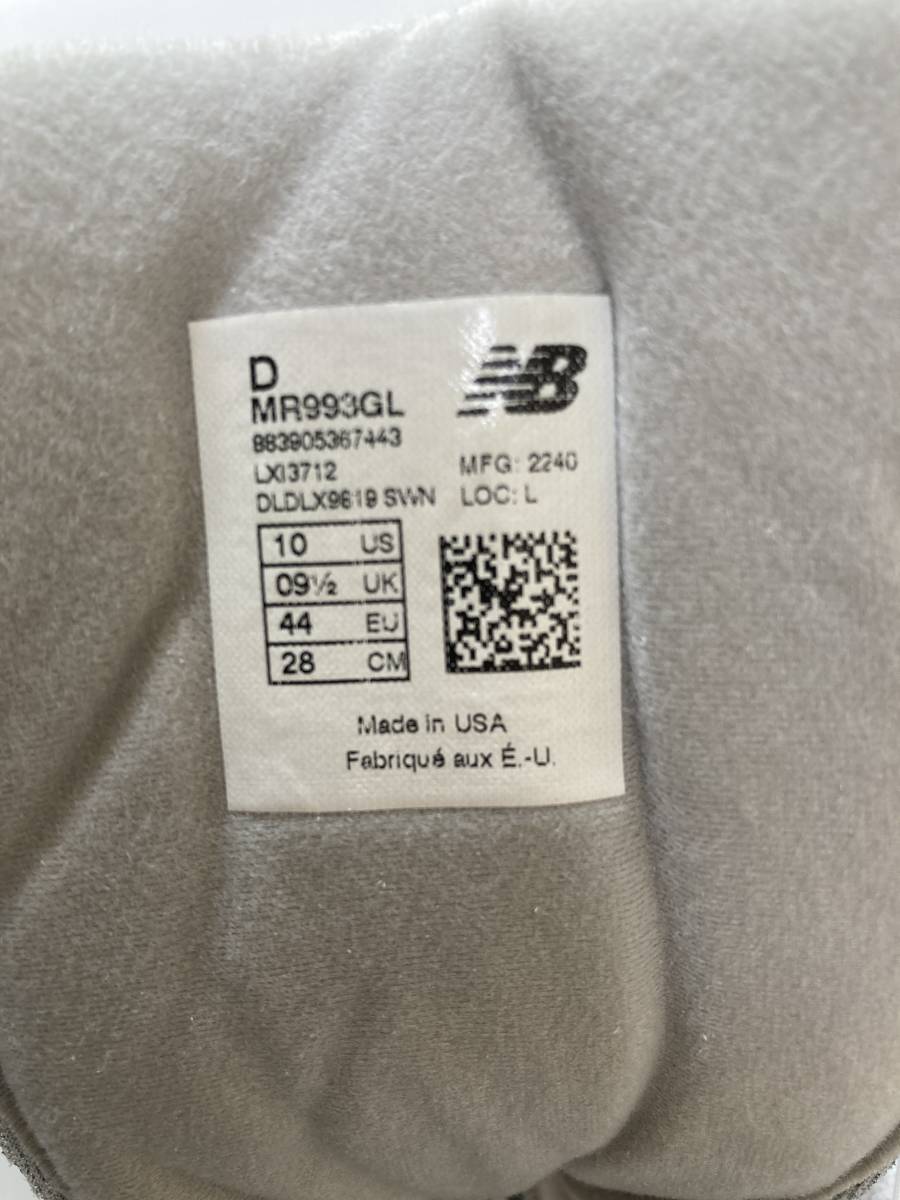 D
NB
MR993GL
883905367443
LXI3712
MFG: 2240
DLDLX9619 SWN
LOC: L
10 US
09½ UK
44 EU
28 CM
Made in USA
Fabriqué aux É.-U.